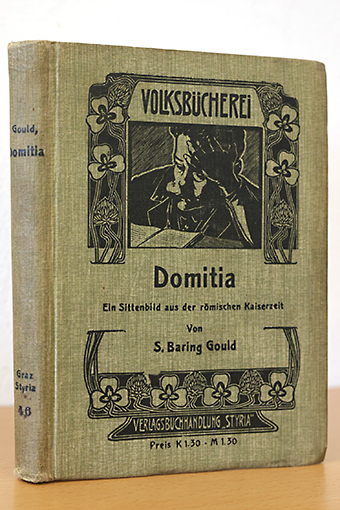 Gould,
Domitia
Graz
Styria
46
VOLKSBÜCHEREI
Domitia
Ein Sittenbild aus der römischen Kaiserzeit
Von
S. Baring Gould
VERLAGSBUCHHANDLUNG „STYRIA“
Preis K 1.30 - M 1.30